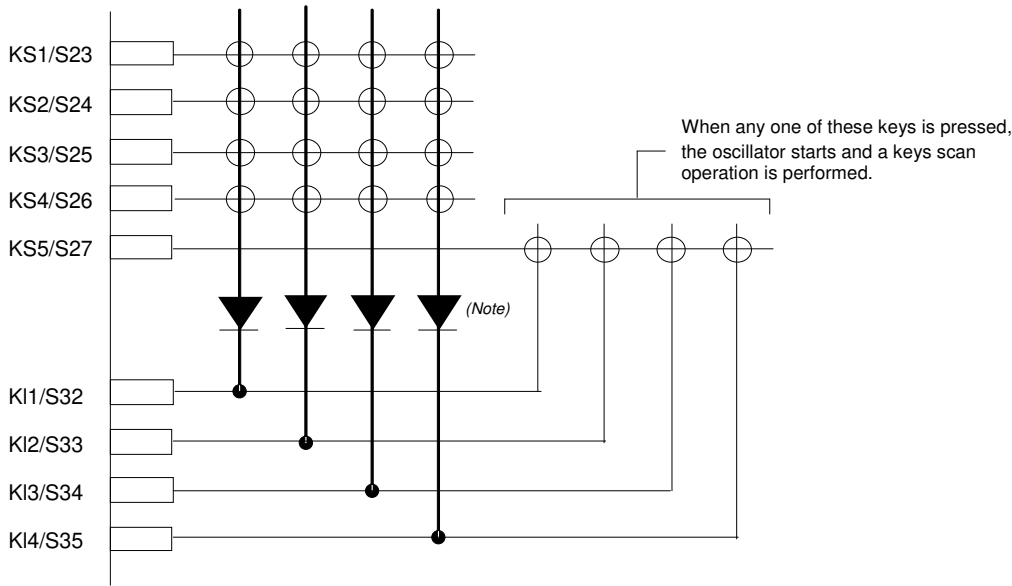 KS1/S23
KS2/S24
KS3/S25
KS4/S26
KS5/S27
When any one of these keys is pressed,
the oscillator starts and a keys scan
operation is performed.
(Note)
KI1/S32
KI2/S33
KI3/S34
KI4/S35